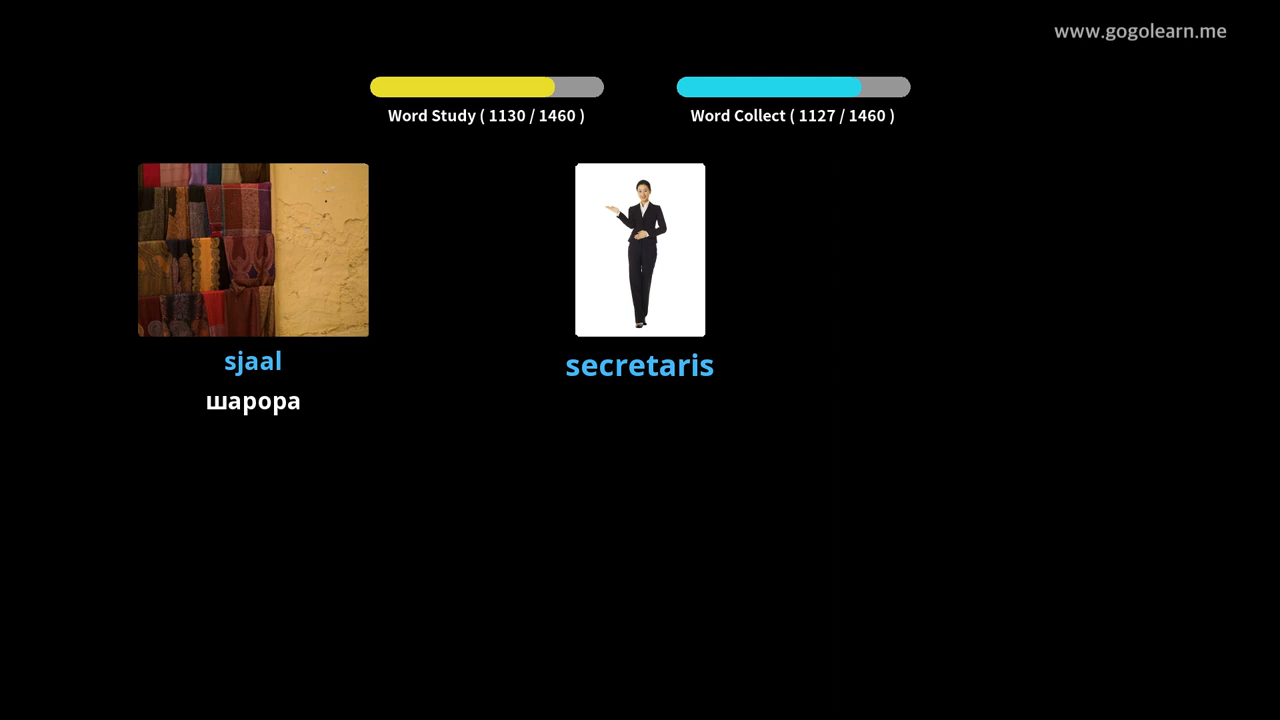 www.gogolearn.me
Word Study ( 1130 / 1460 )
Word Collect ( 1127 / 1460 )
sjaal
шарора
secretaris